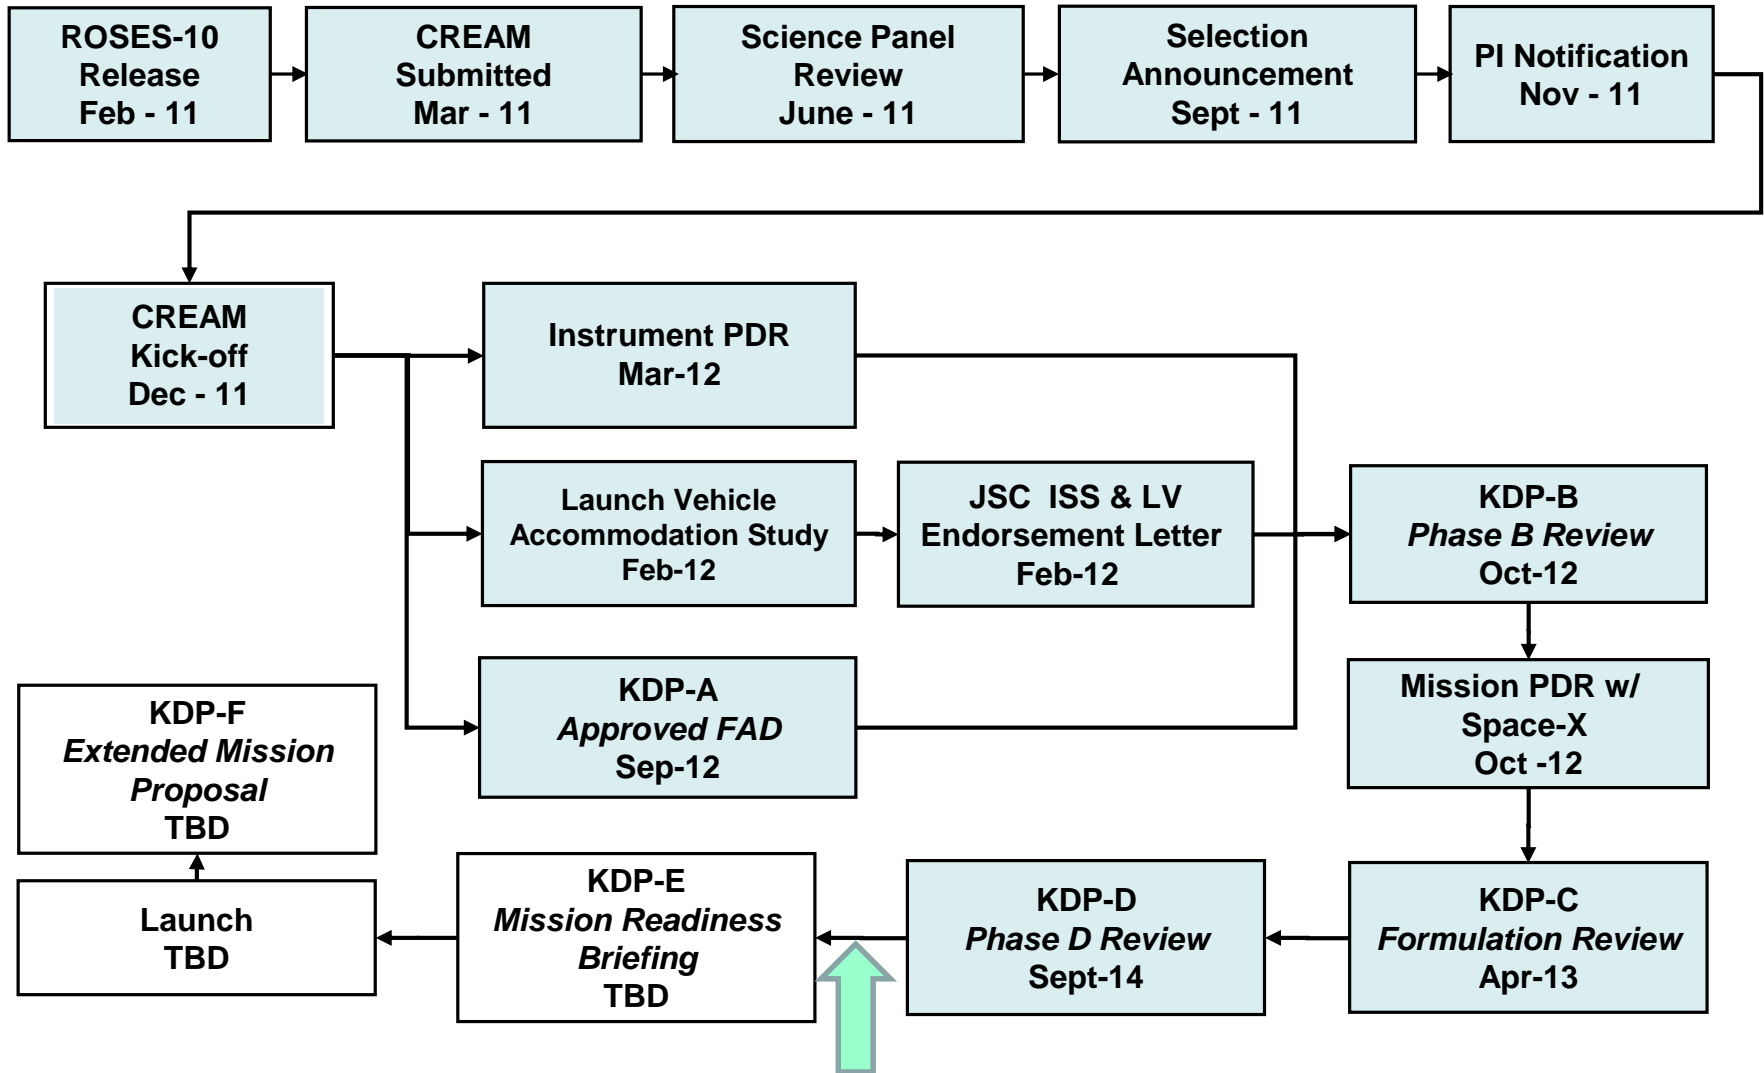 ROSES-10
Release
Feb - 11
CREAM
Submitted
Mar - 11
Science Panel
Review
June - 11
Selection
Announcement
Sept - 11
PI Notification
Nov - 11
CREAM
Kick-off
Dec - 11
Instrument PDR
Mar-12
Launch Vehicle
Accommodation Study
Feb-12
JSC ISS & LV
Endorsement Letter
Feb-12
KDP-A
Approved FAD
Sep-12
KDP-B
Phase B Review
Oct-12
Mission PDR w/
Space-X
Oct -12
KDP-C
Formulation Review
Apr-13
KDP-D
Phase D Review
Sept-14
KDP-E
Mission Readiness
Briefing
TBD
Launch
TBD
KDP-F
Extended Mission
Proposal
TBD